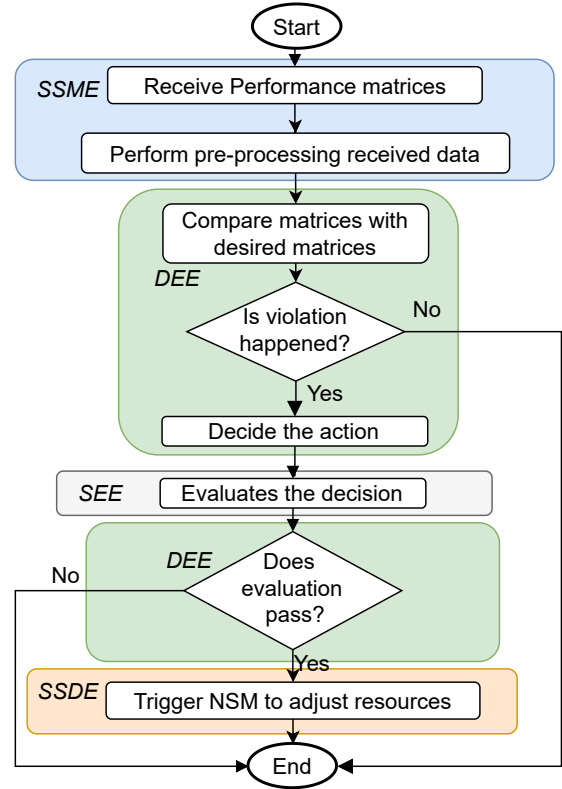 Start
SSME
Receive Performance matrices
Perform pre-processing received data
Compare matrices with
desired matrices
DEE
Is violation
happened?
No
Yes
Decide the action
SEE
Evaluates the decision
DEE
Does
evaluation
pass?
No
Yes
SSDE
Trigger NSM to adjust resources
End